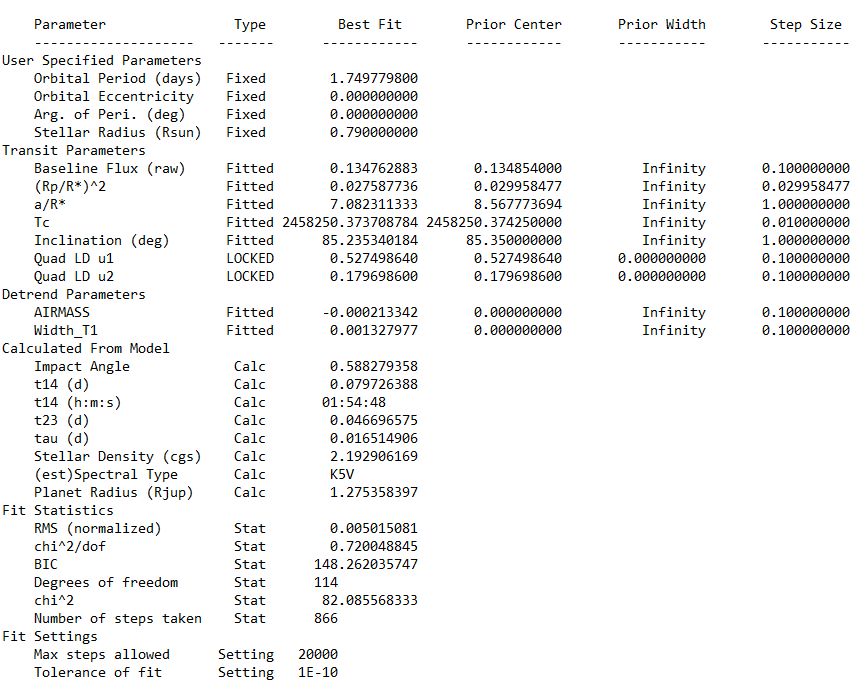 Parameter Type Best Fit Prior Center Prior Width Step Size
-------------------- ------- ------------ ------------ ----------- -----------
User Specified Parameters
Orbital Period (days) Fixed 1.749779800
Orbital Eccentricity Fixed 0.000000000
Arg. of Peri. (deg) Fixed 0.000000000
Stellar Radius (Rsun) Fixed 0.790000000
Transit Parameters
Baseline Flux (raw) Fitted 0.134762883 0.134854000 Infinity 0.100000000
(Rp/R*)^2 Fitted 0.027587736 0.029958477 Infinity 0.029958477
a/R* Fitted 7.082311333 8.567773694 Infinity 1.000000000
Tc Fitted 2458250.373708784 2458250.374250000 Infinity 0.010000000
Inclination (deg) Fitted 85.235340184 85.350000000 Infinity 1.000000000
Quad LD u1 LOCKED 0.527498640 0.527498640 0.000000000 0.100000000
Quad LD u2 LOCKED 0.179698600 0.179698600 0.000000000 0.100000000
Detrend Parameters
AIRMASS Fitted -0.000213342 0.000000000 Infinity 0.100000000
Width_T1 Fitted 0.001327977 0.000000000 Infinity 0.100000000
Calculated From Model
Impact Angle Calc 0.588279358
t14 (d) Calc 0.079726388
t14 (h:m:s) Calc 01:54:48
t23 (d) Calc 0.046696575
tau (d) Calc 0.016514906
Stellar Density (cgs) Calc 2.192906169
(est)Spectral Type Calc K5V
Planet Radius (Rjup) Calc 1.275358397
Fit Statistics
RMS (normalized) Stat 0.005015081
chi^2/dof Stat 0.720048845
BIC Stat 148.262035747
Degrees of freedom Stat 114
chi^2 Stat 82.085568333
Number of steps taken Stat 866
Fit Settings
Max steps allowed Setting 20000
Tolerance of fit Setting 1E-10